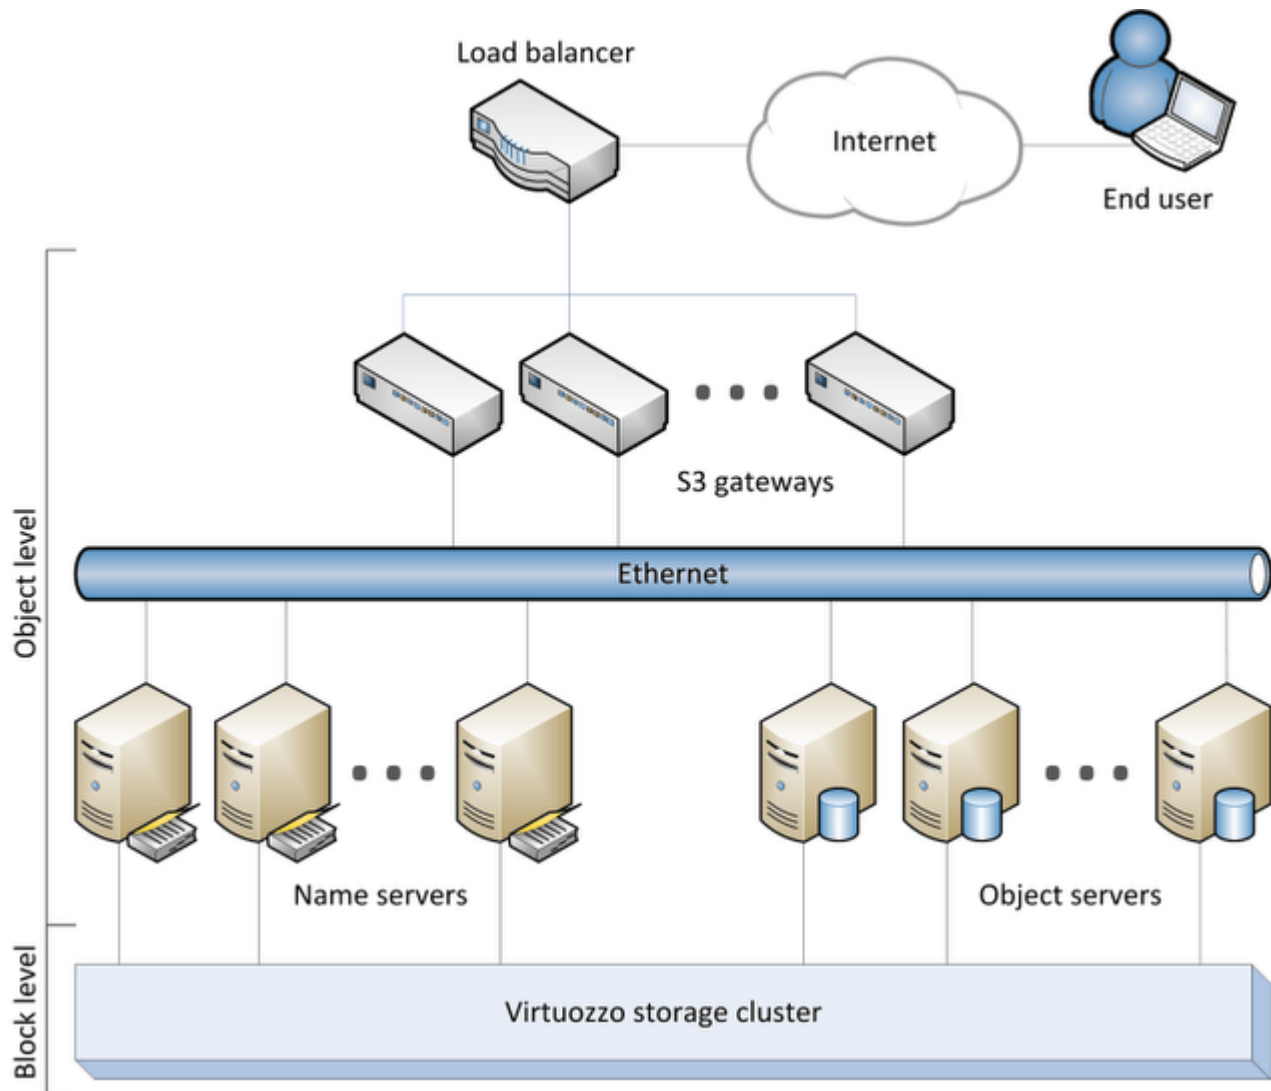 Load balancer
Internet
End user
S3 gateways
Object level
Ethernet
Name servers
Object servers
Block level
Virtuozzo storage cluster